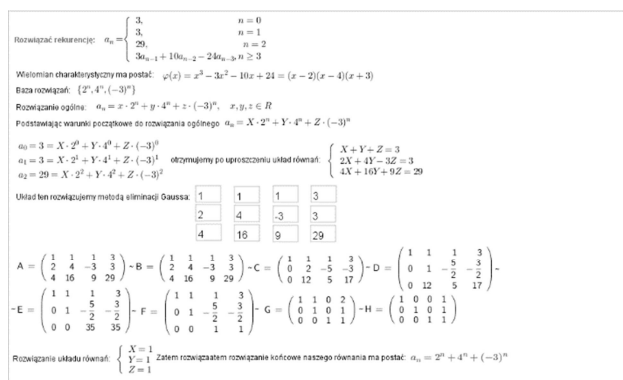 Rozwiązać rekurencję: a_n = { 3, n = 0
3, n = 1
29, n = 2
3a_{n−1} + 10a_{n−2} − 24a_{n−3}, n ≥ 3
Wielomian charakterystyczny ma postać: φ(x) = x³ − 3x² − 10x + 24 = (x − 2)(x − 4)(x + 3)
Baza rozwiązań: {2ⁿ, 4ⁿ, (−3)ⁿ}
Rozwiązanie ogólne: a_n = x · 2ⁿ + y · 4ⁿ + z · (−3)ⁿ, x, y, z ∈ R
Podstawiając warunki początkowe do rozwiązania ogólnego a_n = X · 2ⁿ + Y · 4ⁿ + Z · (−3)ⁿ
a₀ = 3 = X · 2⁰ + Y · 4⁰ + Z · (−3)⁰
a₁ = 3 = X · 2¹ + Y · 4¹ + Z · (−3)¹
a₂ = 29 = X · 2² + Y · 4² + Z · (−3)²
otrzymujemy po uproszczeniu układ równań: { X + Y + Z = 3
2X + 4Y − 3Z = 3
4X + 16Y + 9Z = 29
Układ ten rozwiązujemy metodą eliminacji Gaussa:
1 1 1 3
2 4 -3 3
4 16 9 29
A = ( 1 1 1 3
2 4 −3 3
4 16 9 29 )
~ B = ( 1 1 1 3
2 4 −3 3
4 16 9 29 )
~ C = ( 1 1 1 3
0 2 −5 −3
0 12 5 17 )
~ D = ( 1 1 1 3
0 1 −5/2 −3/2
0 12 5 17 ) ~
~ E = ( 1 1 1 3
0 1 −5/2 −3/2
0 0 35 35 )
~ F = ( 1 1 1 3
0 1 −5/2 −3/2
0 0 1 1 )
~ G = ( 1 1 0 2
0 1 0 1
0 0 1 1 )
~ H = ( 1 0 0 1
0 1 0 1
0 0 1 1 )
Rozwiązanie układu równań: { X = 1
Y = 1
Z = 1
Zatem rozwiązaatem rozwiązanie końcowe naszego równania ma postać: a_n = 2ⁿ + 4ⁿ + (−3)ⁿ